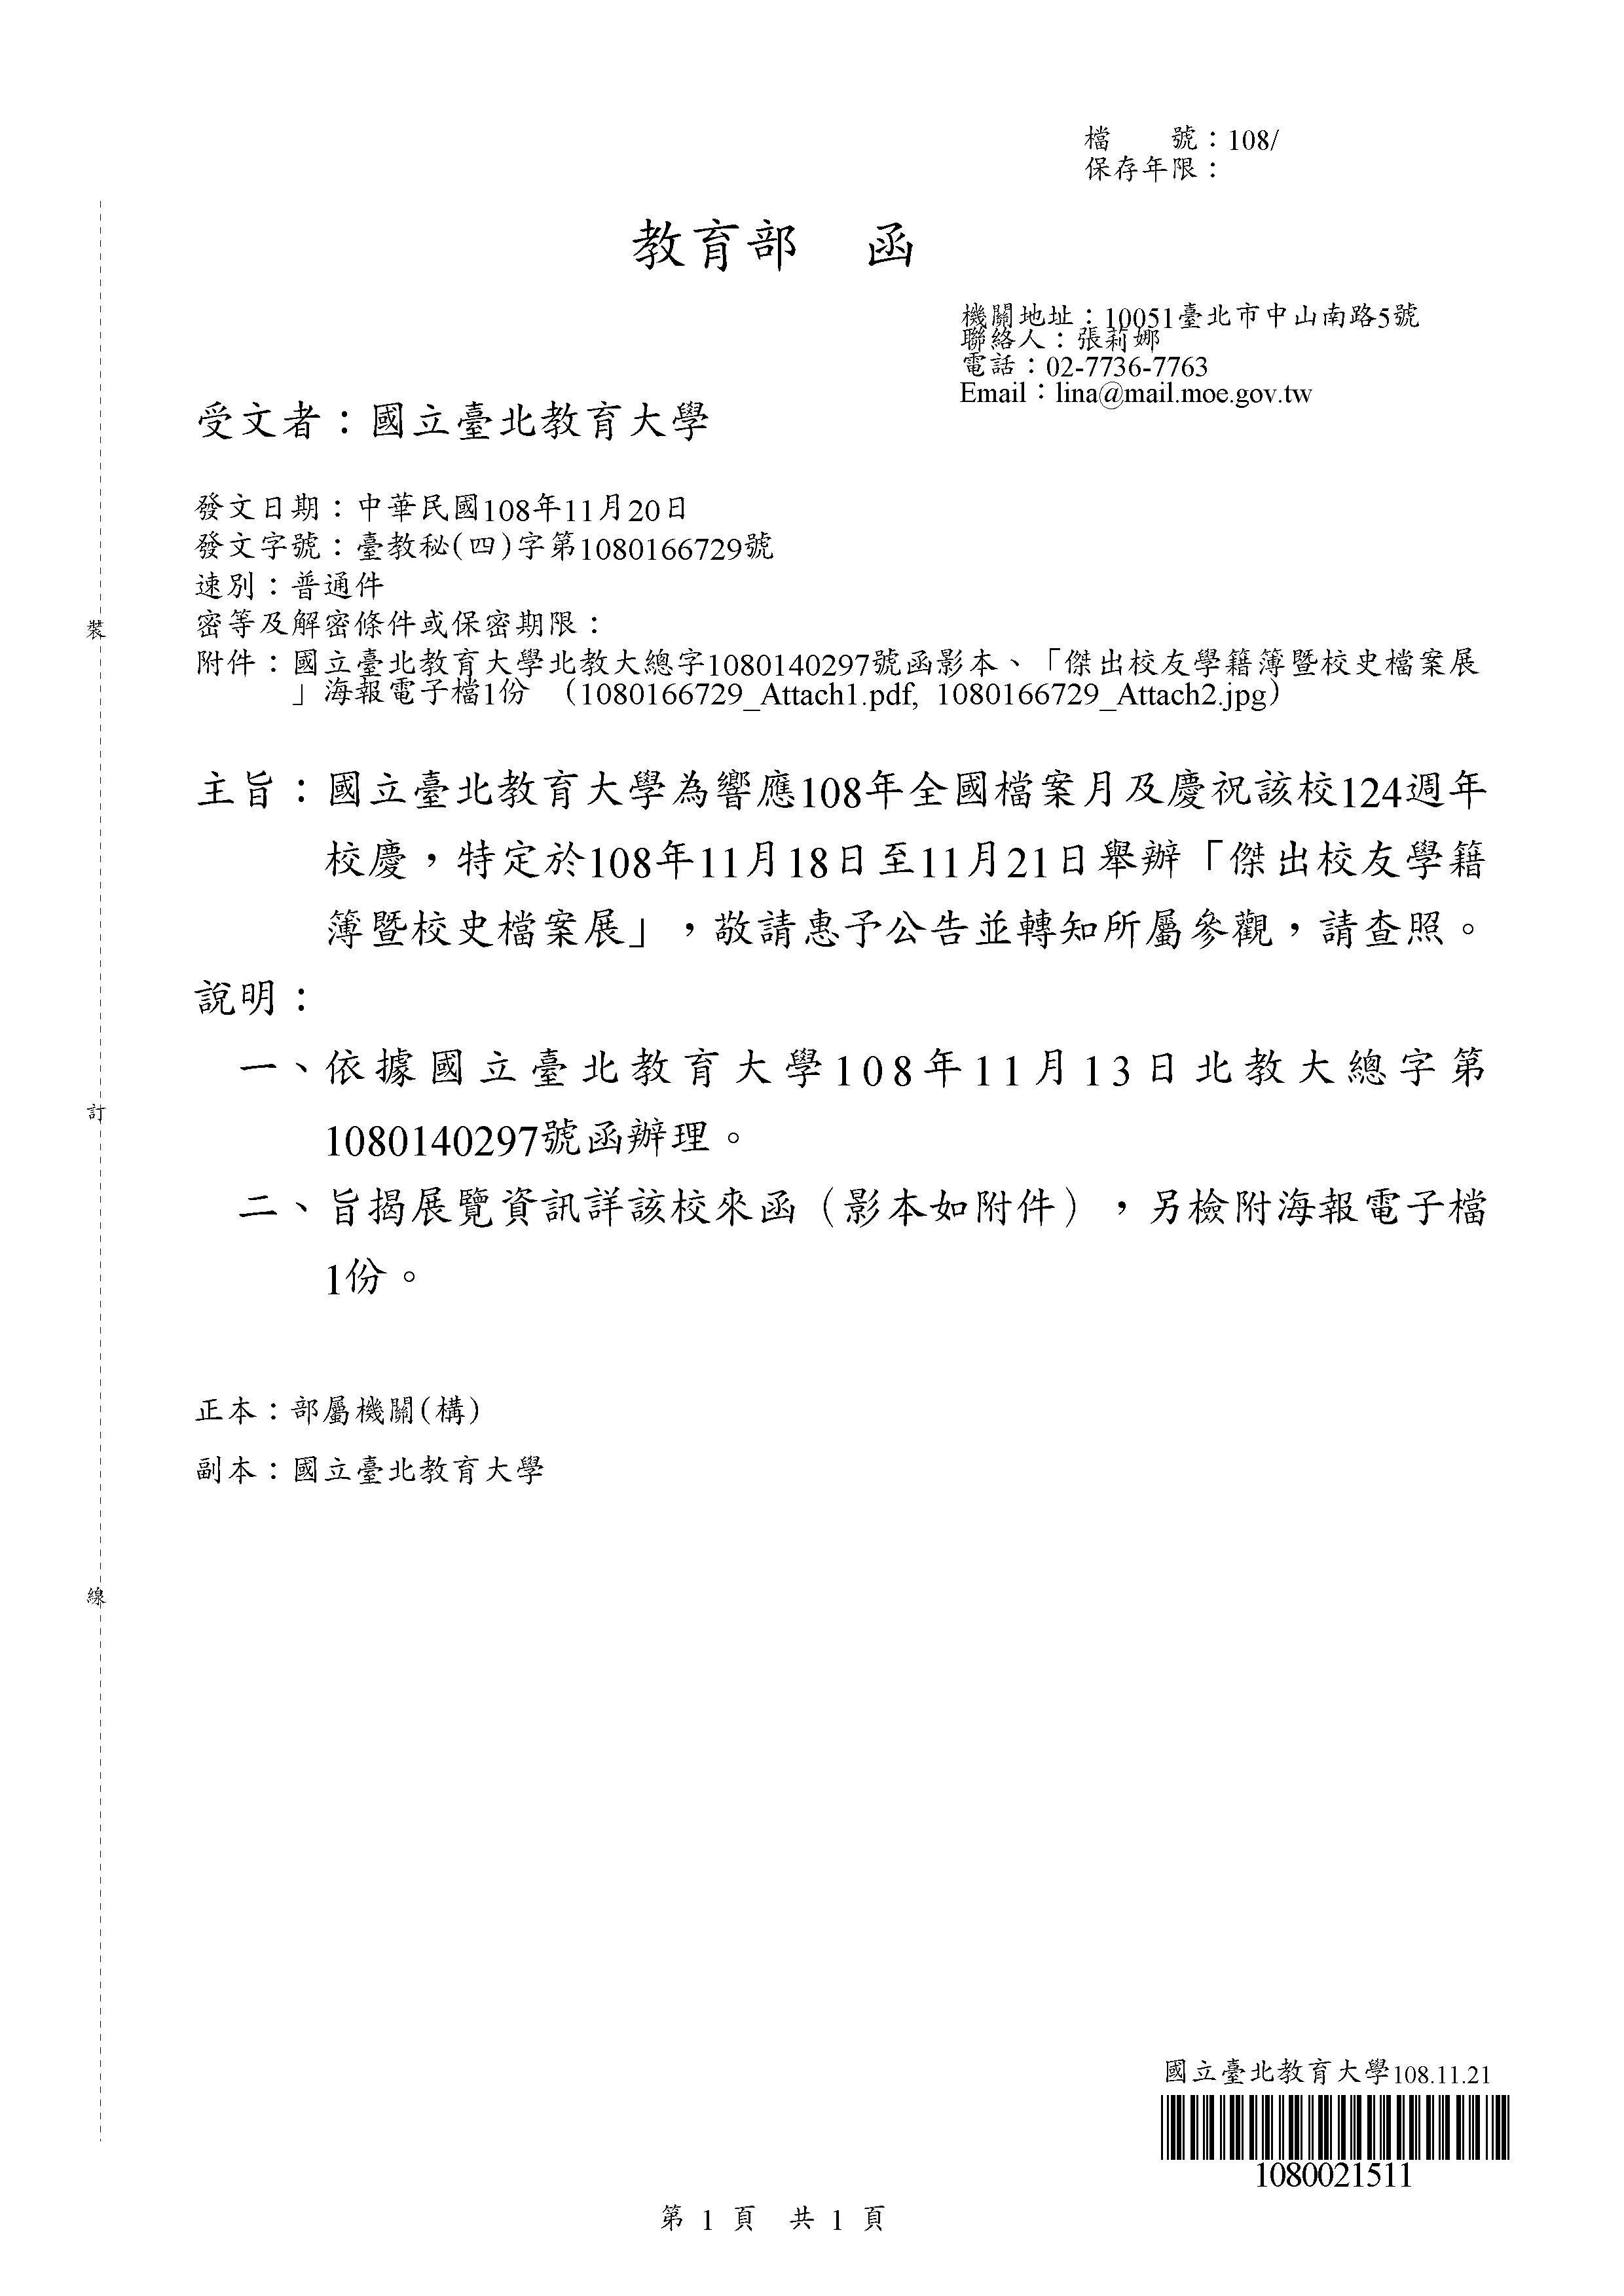 檔　　號：108/
保存年限：
教育部　函
機關地址：10051臺北市中山南路5號
聯絡人：張莉娜
電話：02-7736-7763
Email：lina@mail.moe.gov.tw
受文者：國立臺北教育大學
發文日期：中華民國108年11月20日
發文字號：臺教秘(四)字第1080166729號
速別：普通件
密等及解密條件或保密期限：
附件：國立臺北教育大學北教大總字1080140297號函影本、「傑出校友學籍簿暨校史檔案展
」海報電子檔1份　（1080166729_Attach1.pdf, 1080166729_Attach2.jpg）
主旨：國立臺北教育大學為響應108年全國檔案月及慶祝該校124週年
校慶，特定於108年11月18日至11月21日舉辦「傑出校友學籍
簿暨校史檔案展」，敬請惠予公告並轉知所屬參觀，請查照。
說明：
一、依據國立臺北教育大學108年11月13日北教大總字第
1080140297號函辦理。
二、旨揭展覽資訊詳該校來函（影本如附件），另檢附海報電子檔
1份。
正本：部屬機關(構)
副本：國立臺北教育大學
裝
訂
線
國立臺北教育大學108.11.21
1080021511
第 1 頁　共 1 頁